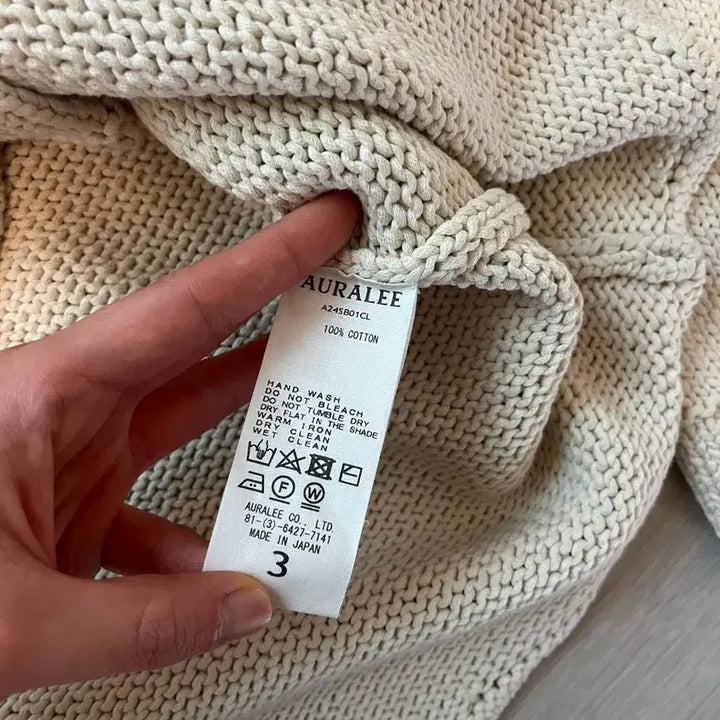 AURALEE
A24SB01CL
100% COTTON
HAND WASH
DO NOT BLEACH
DO NOT TUMBLE DRY
DRY FLAT IN THE SHADE
WARM IRON
DRY CLEAN
WET CLEAN
F W
AURALEE CO., LTD.
81-(3)-6427-7141
MADE IN JAPAN
3